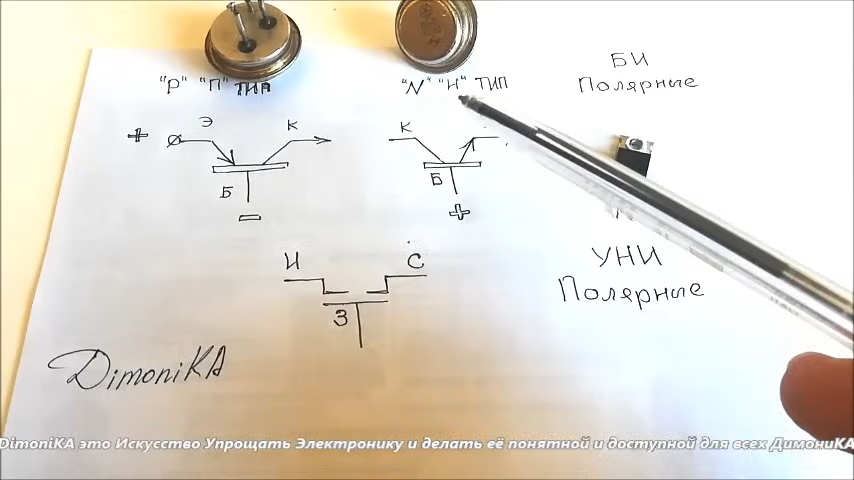 "P" "П" ТИП
"N" "Н" ТИП
БИ
Полярные
+ Э К
Б
−
К
Б
+
И С
З
УНИ
Полярные
DimoniKA
DimoniKA это Искусство Упрощать Электронику и делать её понятной и доступной для всех ДимониКА